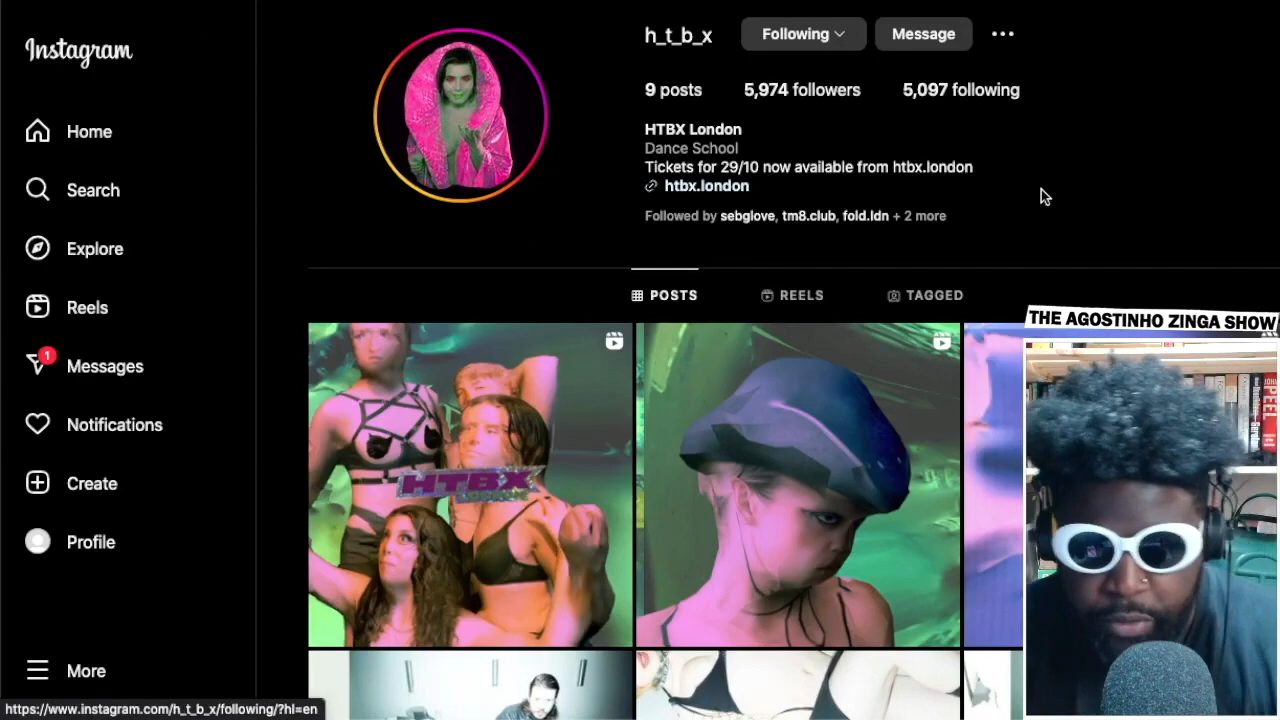 Instagram
Home
Search
Explore
Reels
1
Messages
Notifications
Create
Profile
More
h_t_b_x
Following
Message
9 posts
5,974 followers
5,097 following
HTBX London
Dance School
Tickets for 29/10 now available from htbx.london
htbx.london
Followed by sebglove, tm8.club, fold.ldn + 2 more
POSTS
REELS
TAGGED
HTBX
LONDON
THE AGOSTINHO ZINGA SHOW
PEEL
https://www.instagram.com/h_t_b_x/following/?hl=en